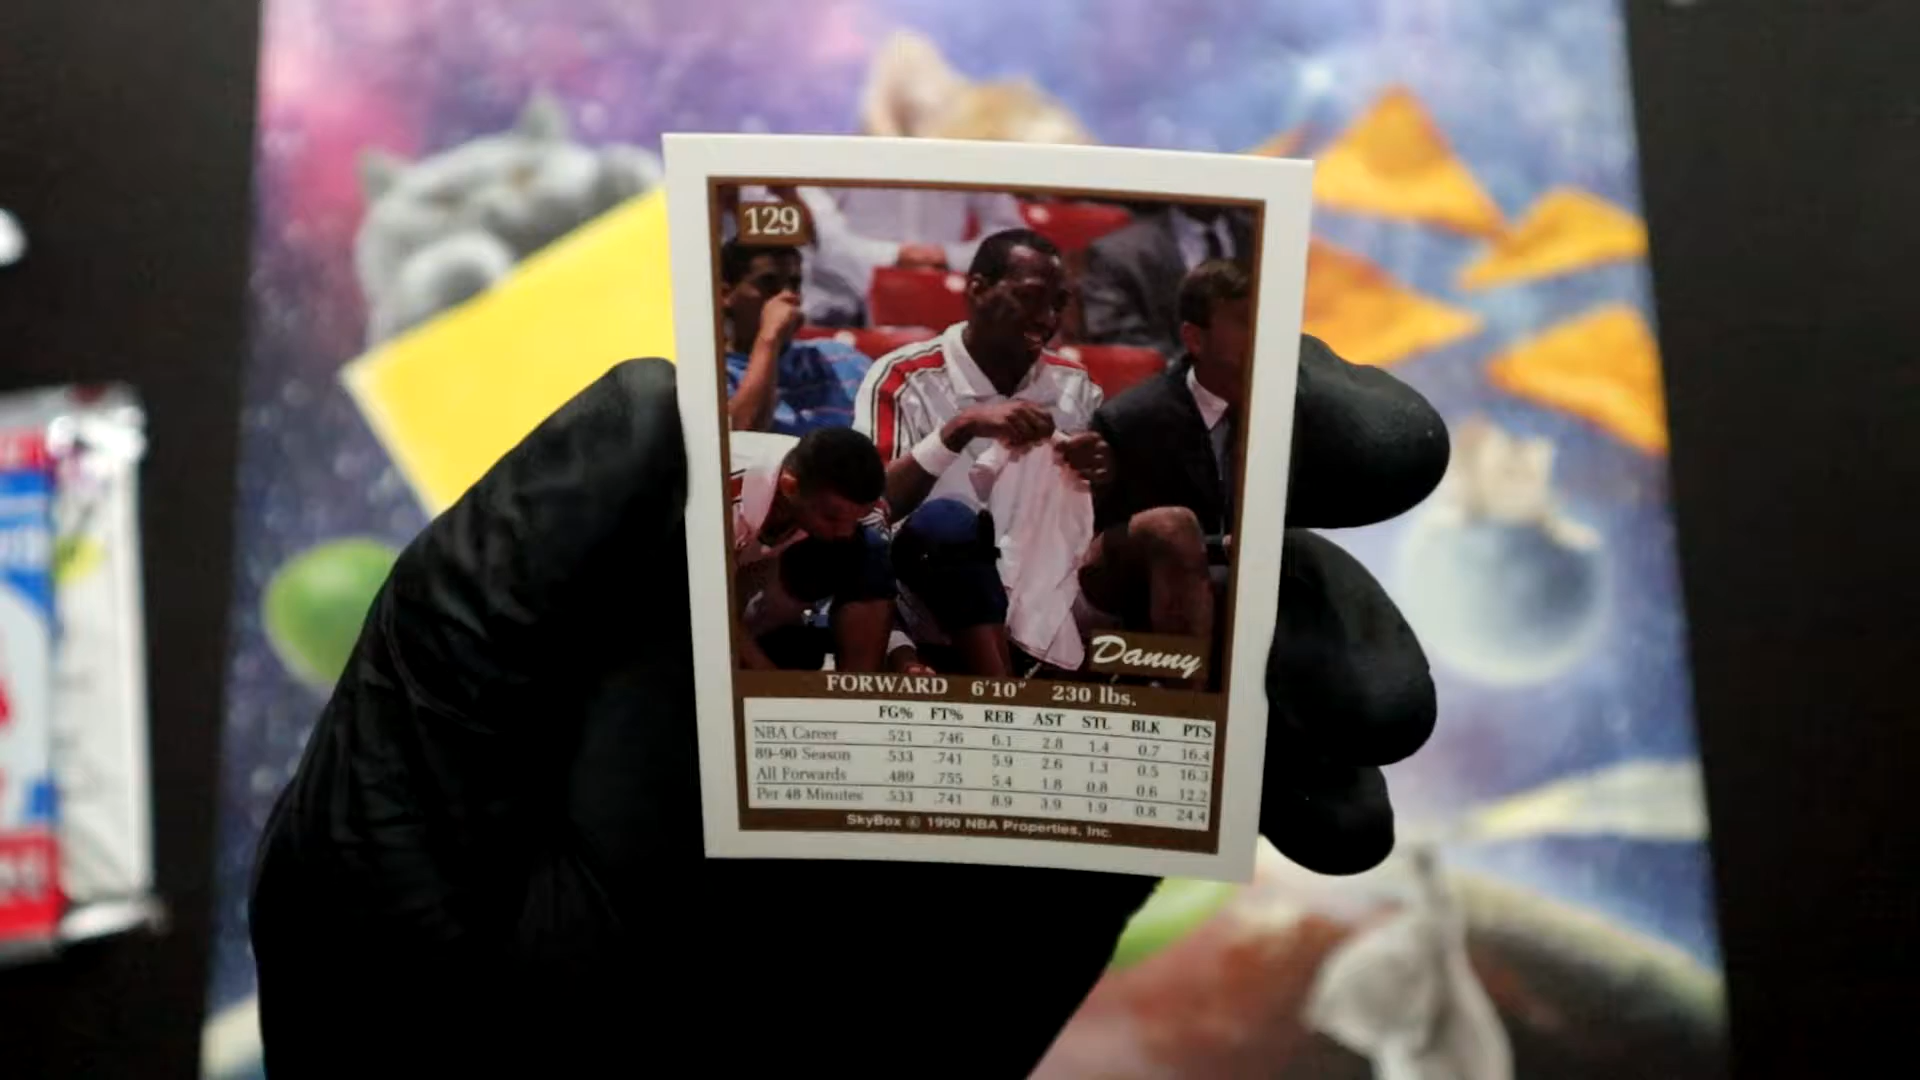 129
Danny
FORWARD 6'10" 230 lbs.
FG% FT% REB AST STL BLK PTS
NBA Career .521 .746 6.1 2.8 1.4 0.7 16.4
89-90 Season .533 .741 5.9 2.6 1.3 0.5 16.3
All Forwards .489 .755 5.4 1.8 0.8 0.6 12.2
Per 48 Minutes .533 .741 8.9 3.9 1.9 0.8 24.4
SkyBox © 1990 NBA Properties, Inc.